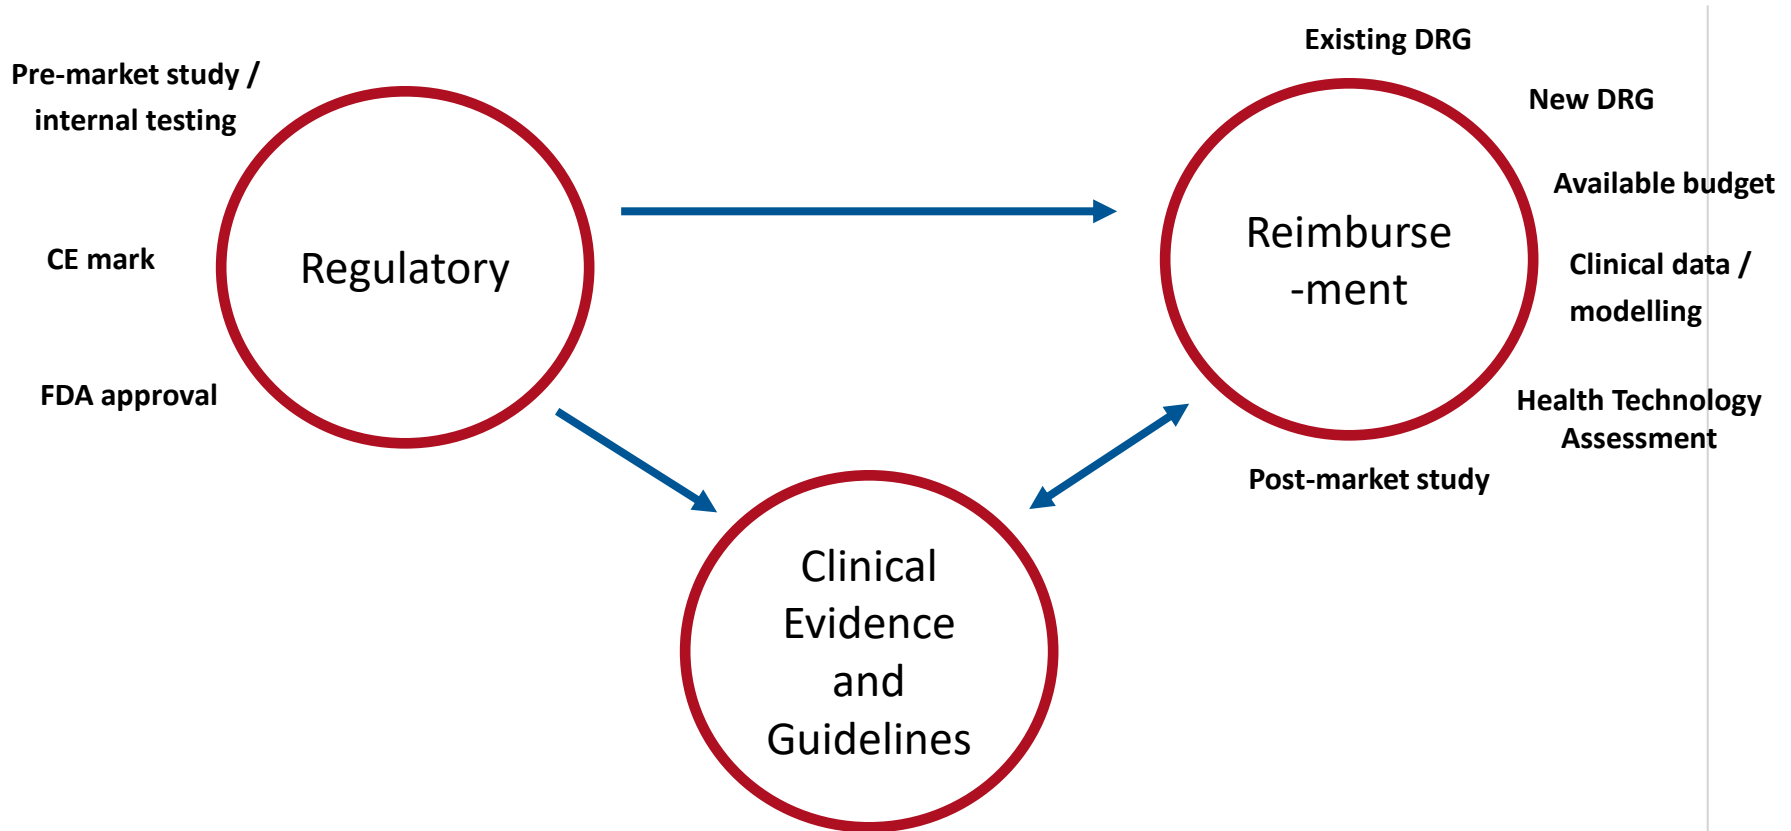 Pre-market study /
internal testing
CE mark
FDA approval
Regulatory
Existing DRG
New DRG
Available budget
Clinical data /
modelling
Health Technology
Assessment
Post-market study
Reimburse
-ment
Clinical
Evidence
and
Guidelines